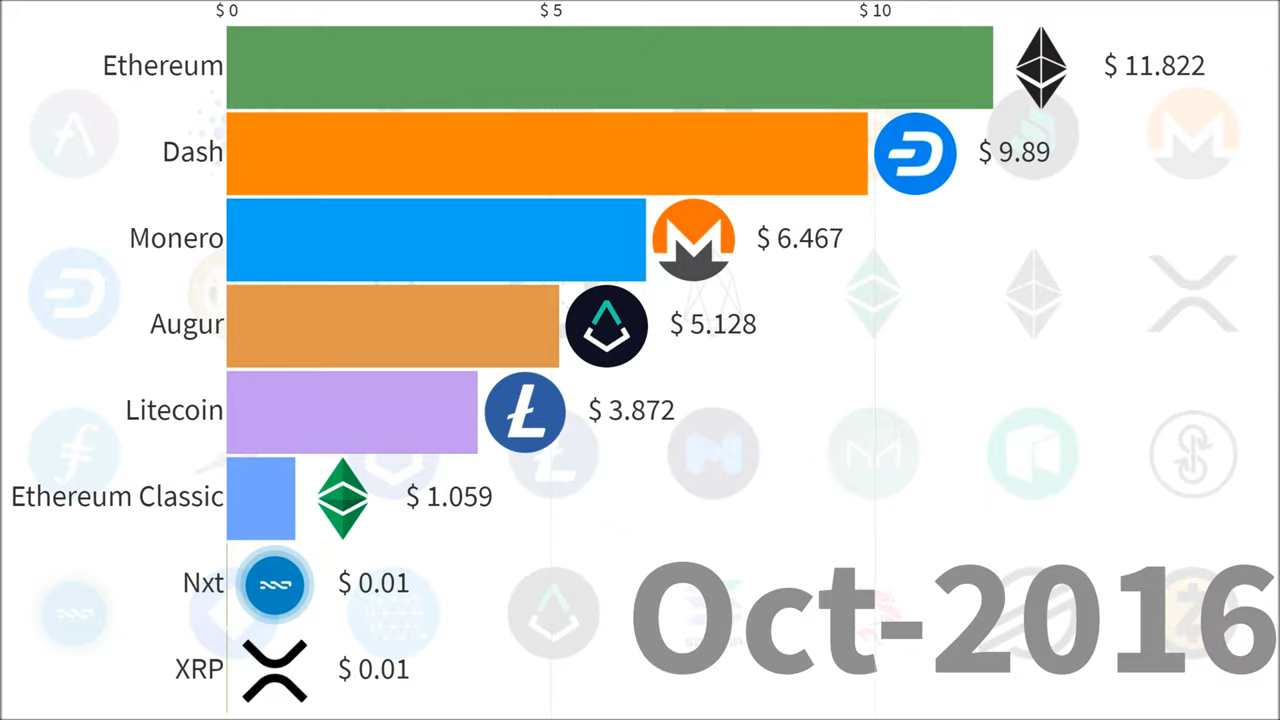 $ 0 $ 5 $ 10
Ethereum $ 11.822
Dash $ 9.89
Monero $ 6.467
Augur $ 5.128
Litecoin $ 3.872
Ethereum Classic $ 1.059
Nxt $ 0.01
XRP $ 0.01
Oct-2016